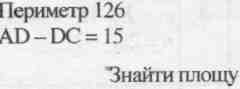 Периметр 126
AD – DC = 15
Знайти площу